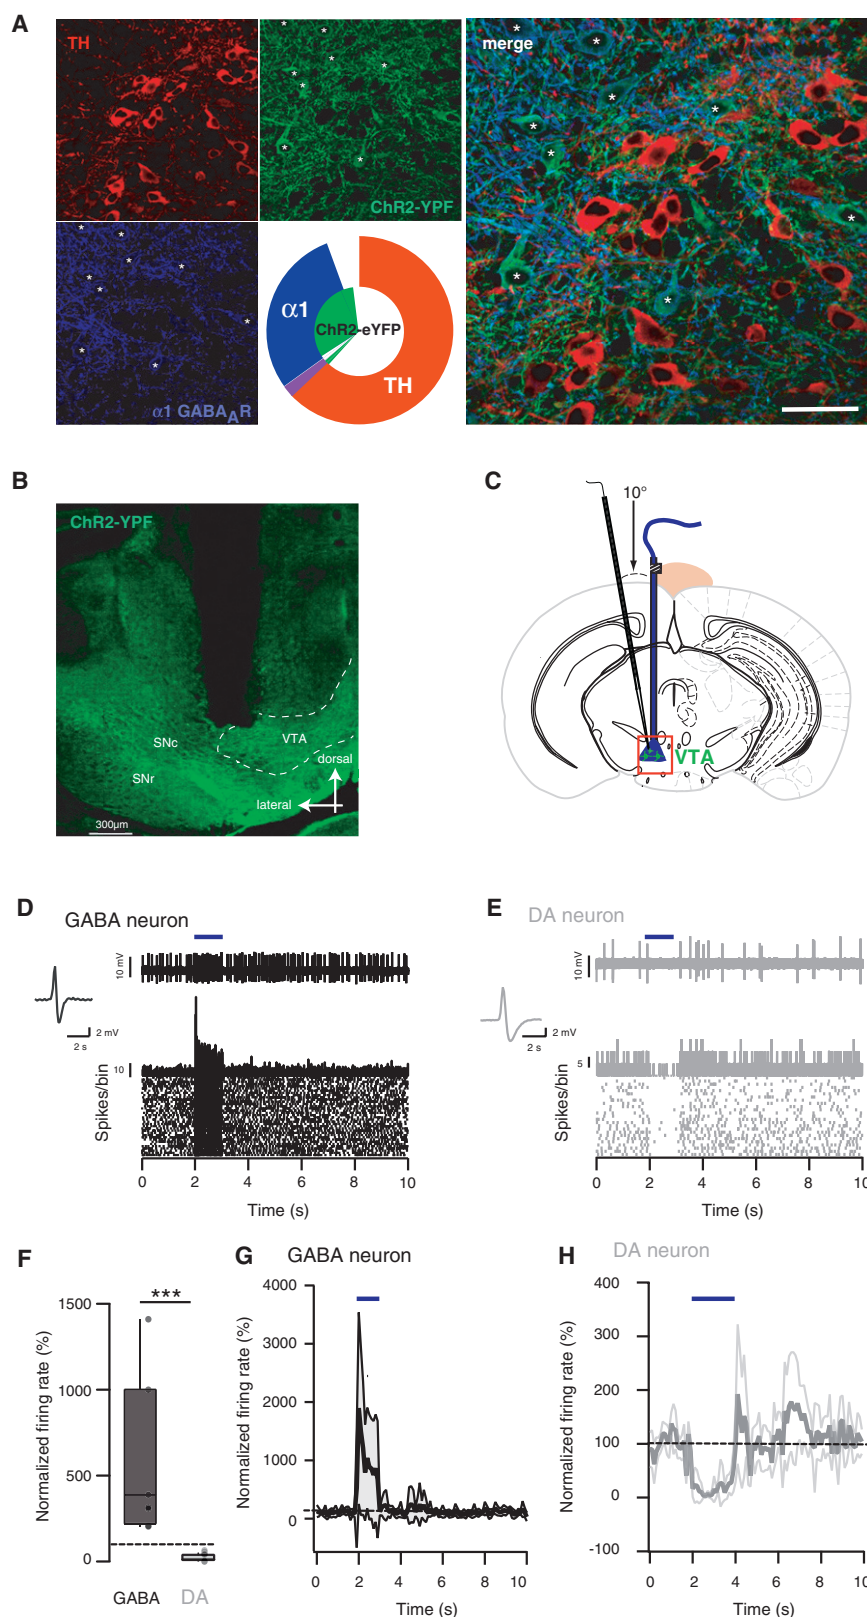 A
TH
ChR2-YPF
merge
α1 GABAAR
α1
ChR2-eYFP
TH
B
ChR2-YPF
SNc
VTA
SNr
dorsal
lateral
300µm
C
10°
VTA
D
GABA neuron
10 mV
2 mV
2 s
10
Spikes/bin
0 2 4 6 8 10
Time (s)
E
DA neuron
10 mV
2 mV
2 s
5
Spikes/bin
0 2 4 6 8 10
Time (s)
F
***
1500
1000
500
0
Normalized firing rate (%)
GABA DA
G
GABA neuron
4000
3000
2000
1000
0
Normalized firing rate (%)
0 2 4 6 8 10
Time (s)
H
DA neuron
400
300
200
100
0
-100
Normalized firing rate (%)
0 2 4 6 8 10
Time (s)